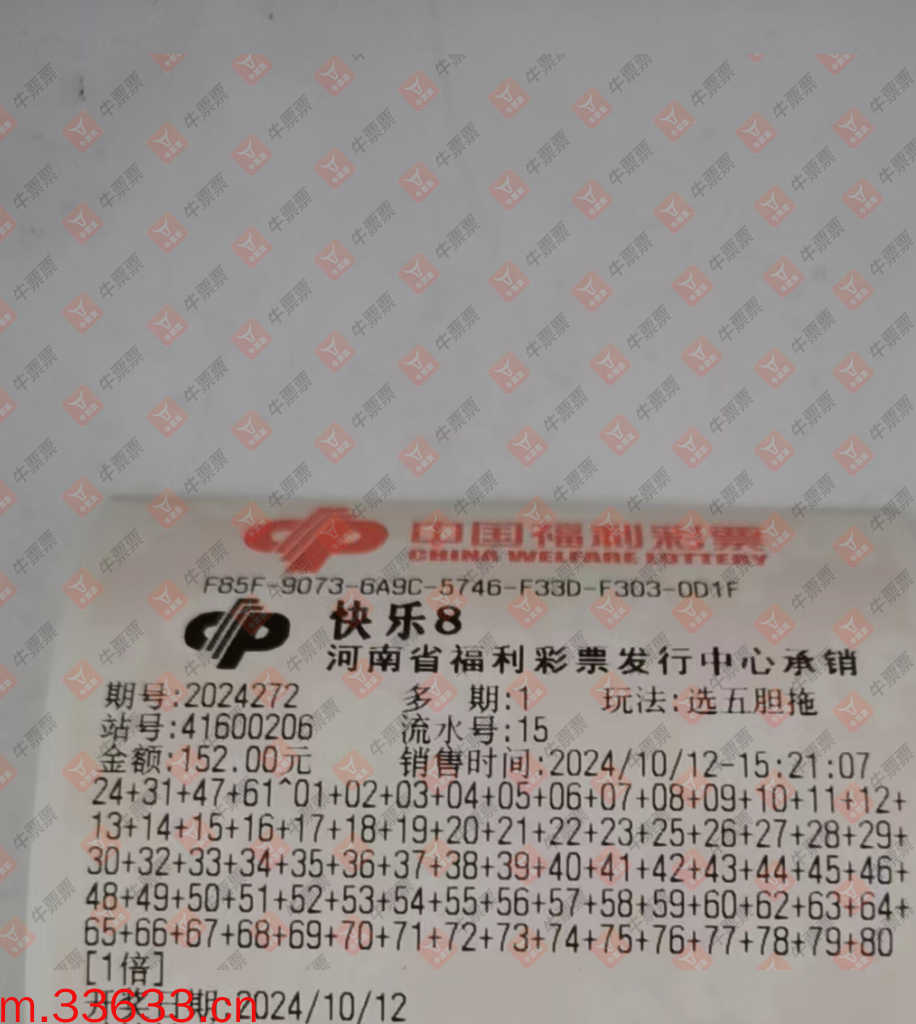 中国福利彩票
CHINA WELFARE LOTTERY
F85F-9073-6A9C-5746-F33D-F303-0D1F
快乐8
河南省福利彩票发行中心承销
期号:2024272 多 期:1 玩法:选五胆拖
站号:41600206 流水号:15
金额:152.00元 销售时间:2024/10/12-15:21:07
24+31+47+61^01+02+03+04+05+06+07+08+09+10+11+12+
13+14+15+16+17+18+19+20+21+22+23+25+26+27+28+29+
30+32+33+34+35+36+37+38+39+40+41+42+43+44+45+46+
48+49+50+51+52+53+54+55+56+57+58+59+60+62+63+64+
65+66+67+68+69+70+71+72+73+74+75+76+77+78+79+80
[1倍]
开奖日期:2024/10/12
m.33633.cn
牛票票